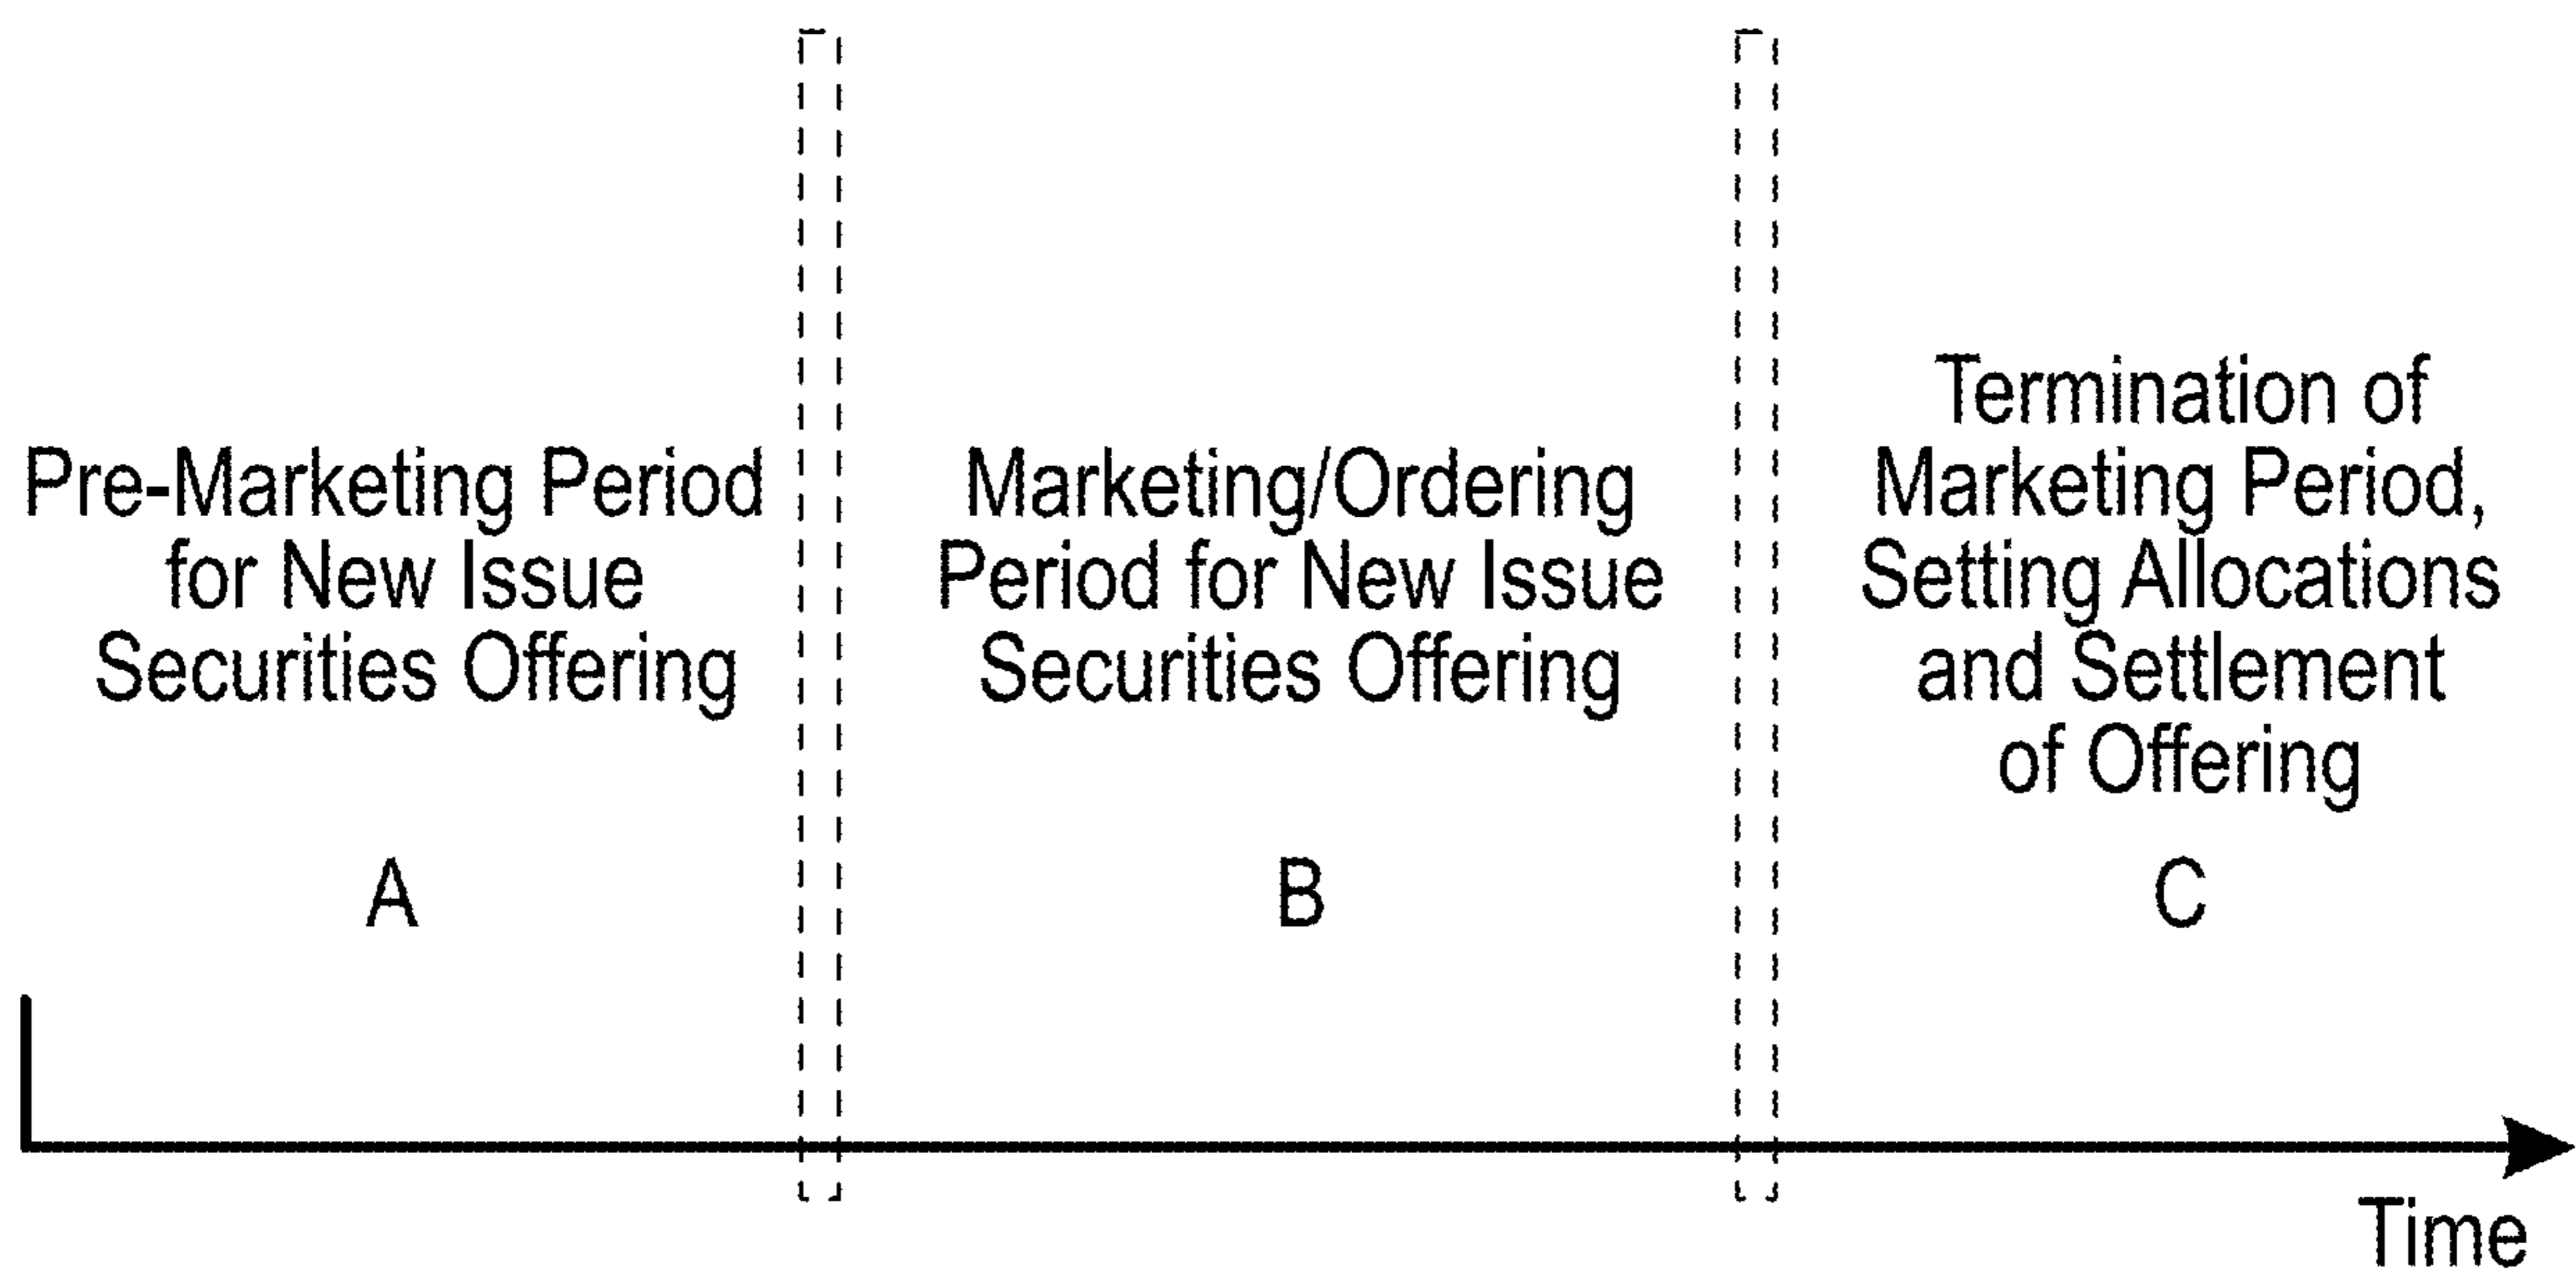 Pre-Marketing Period
for New Issue
Securities Offering
A
Marketing/Ordering
Period for New Issue
Securities Offering
B
Termination of
Marketing Period,
Setting Allocations
and Settlement
of Offering
C
Time